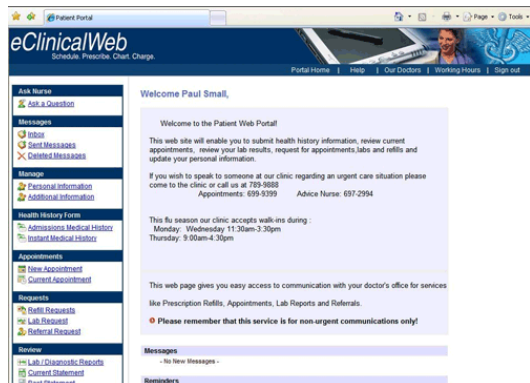 Patient Portal
Page
Tools
eClinicalWeb
Schedule. Prescribe. Chart. Charge.
Portal Home | Help | Our Doctors | Working Hours | Sign out
Ask Nurse
Ask a Question
Messages
Inbox
Sent Messages
Deleted Messages
Manage
Personal Information
Additional Information
Health History Form
Admissions Medical History
Instant Medical History
Appointments
New Appointment
Current Appointment
Requests
Refill Requests
Lab Request
Referral Request
Review
Lab / Diagnostic Reports
Current Statement
Welcome Paul Small,
Welcome to the Patient Web Portal!
This web site will enable you to submit health history information, review current
appointments, review your lab results, request for appointments,labs and refills and
update your personal information.
If you wish to speak to someone at our clinic regarding an urgent care situation please
come to the clinic or call us at 789-9888
Appointments: 699-9399 Advice Nurse: 697-2994
This flu season our clinic accepts walk-ins during :
Monday: Wednesday 11:30am-3:30pm
Thursday: 9:00am-4:30pm
This web page gives you easy access to communication with your doctor's office for services
like Prescription Refills, Appointments, Lab Reports and Referrals.
Please remember that this service is for non-urgent communications only!
Messages
- No New Messages -
Reminders